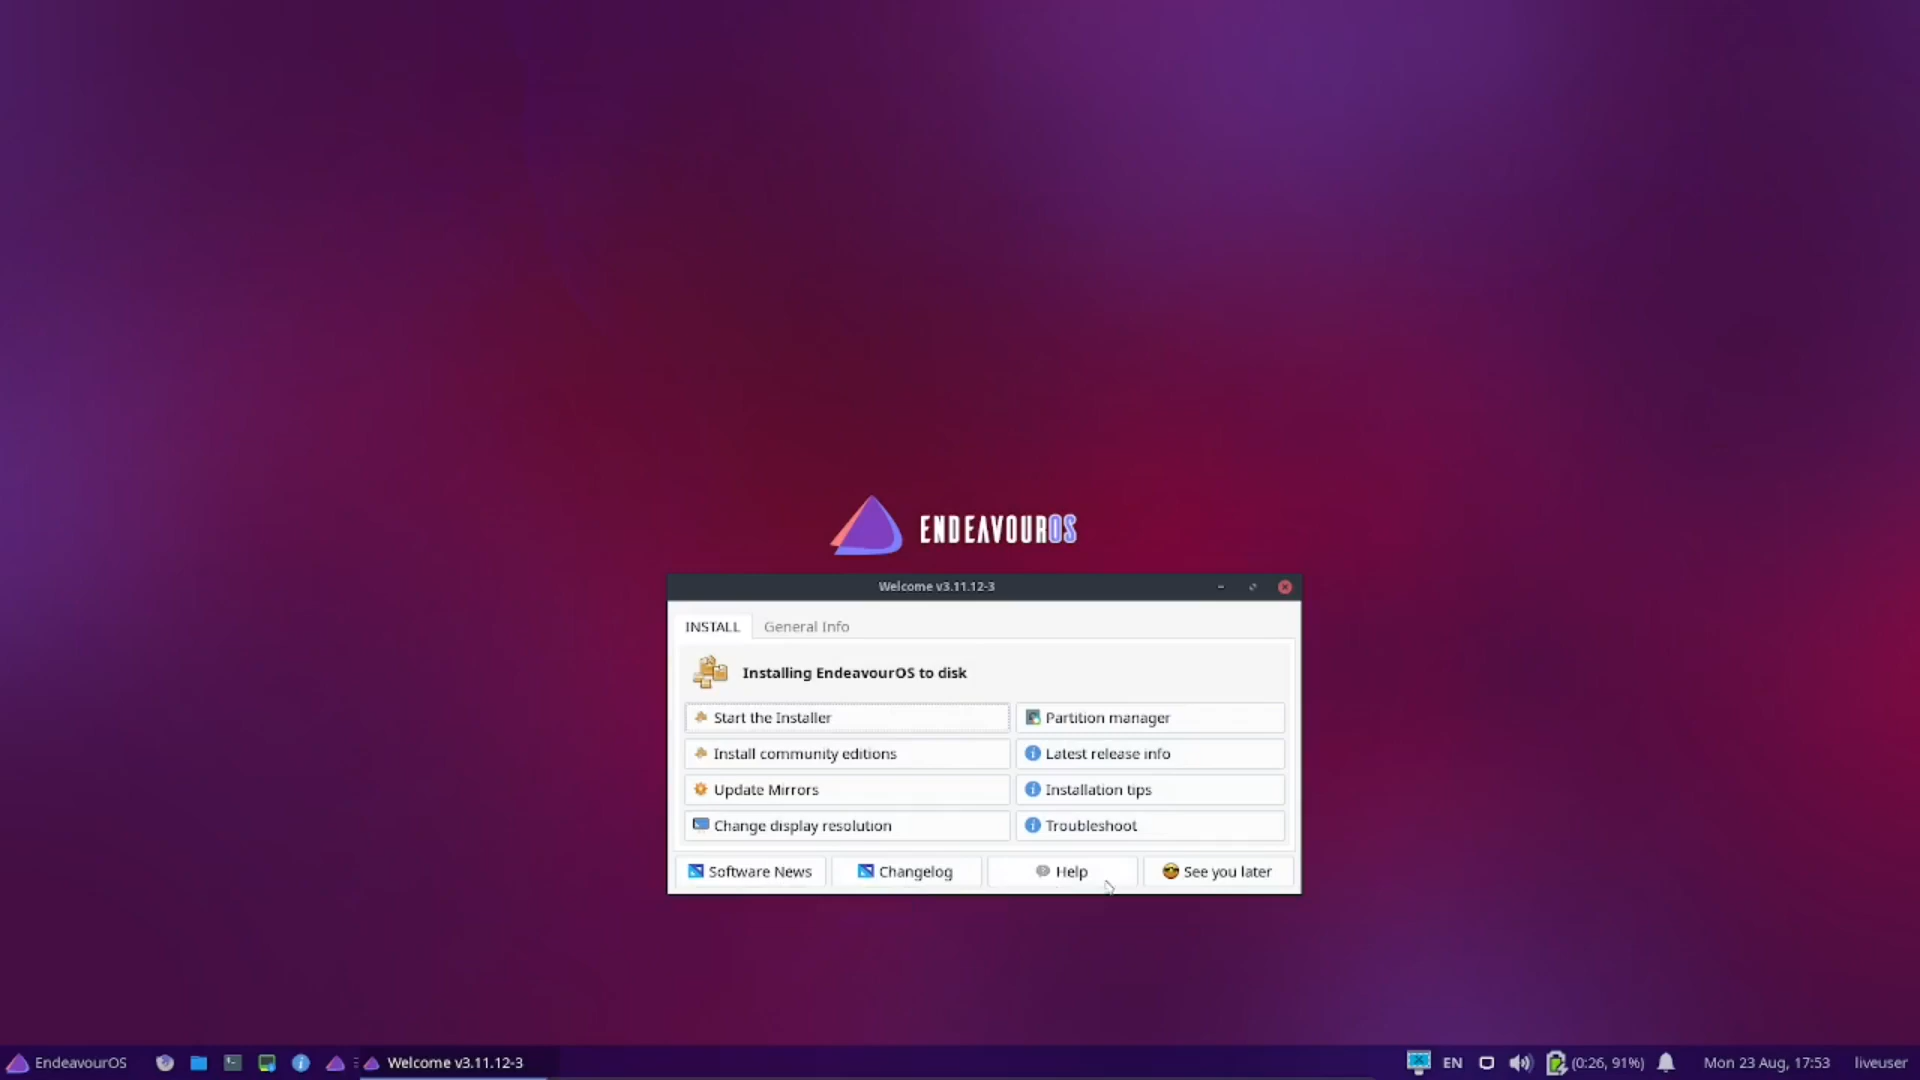 ENDEAVOUROS
Welcome v3.11.12-3
INSTALL General Info
Installing EndeavourOS to disk
Start the Installer Partition manager
Install community editions Latest release info
Update Mirrors Installation tips
Change display resolution Troubleshoot
Software News Changelog Help See you later
EndeavourOS Welcome v3.11.12-3 EN (0:26, 91%) Mon 23 Aug, 17:53 liveuser